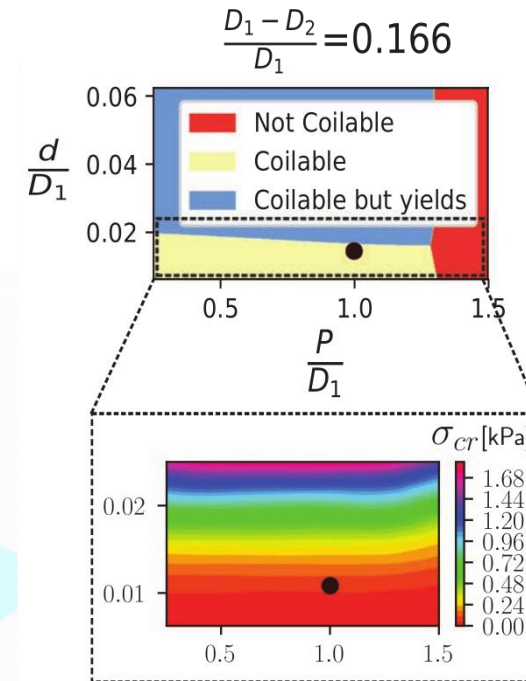 D₁ − D₂
D₁
=0.166
0.06
0.04
0.02
d
D₁
Not Coilable
Coilable
Coilable but yields
0.5
1.0
1.5
P
D₁
σcr[kPa]
1.68
1.44
1.20
0.96
0.72
0.48
0.24
0.00
0.02
0.01
0.5
1.0
1.5